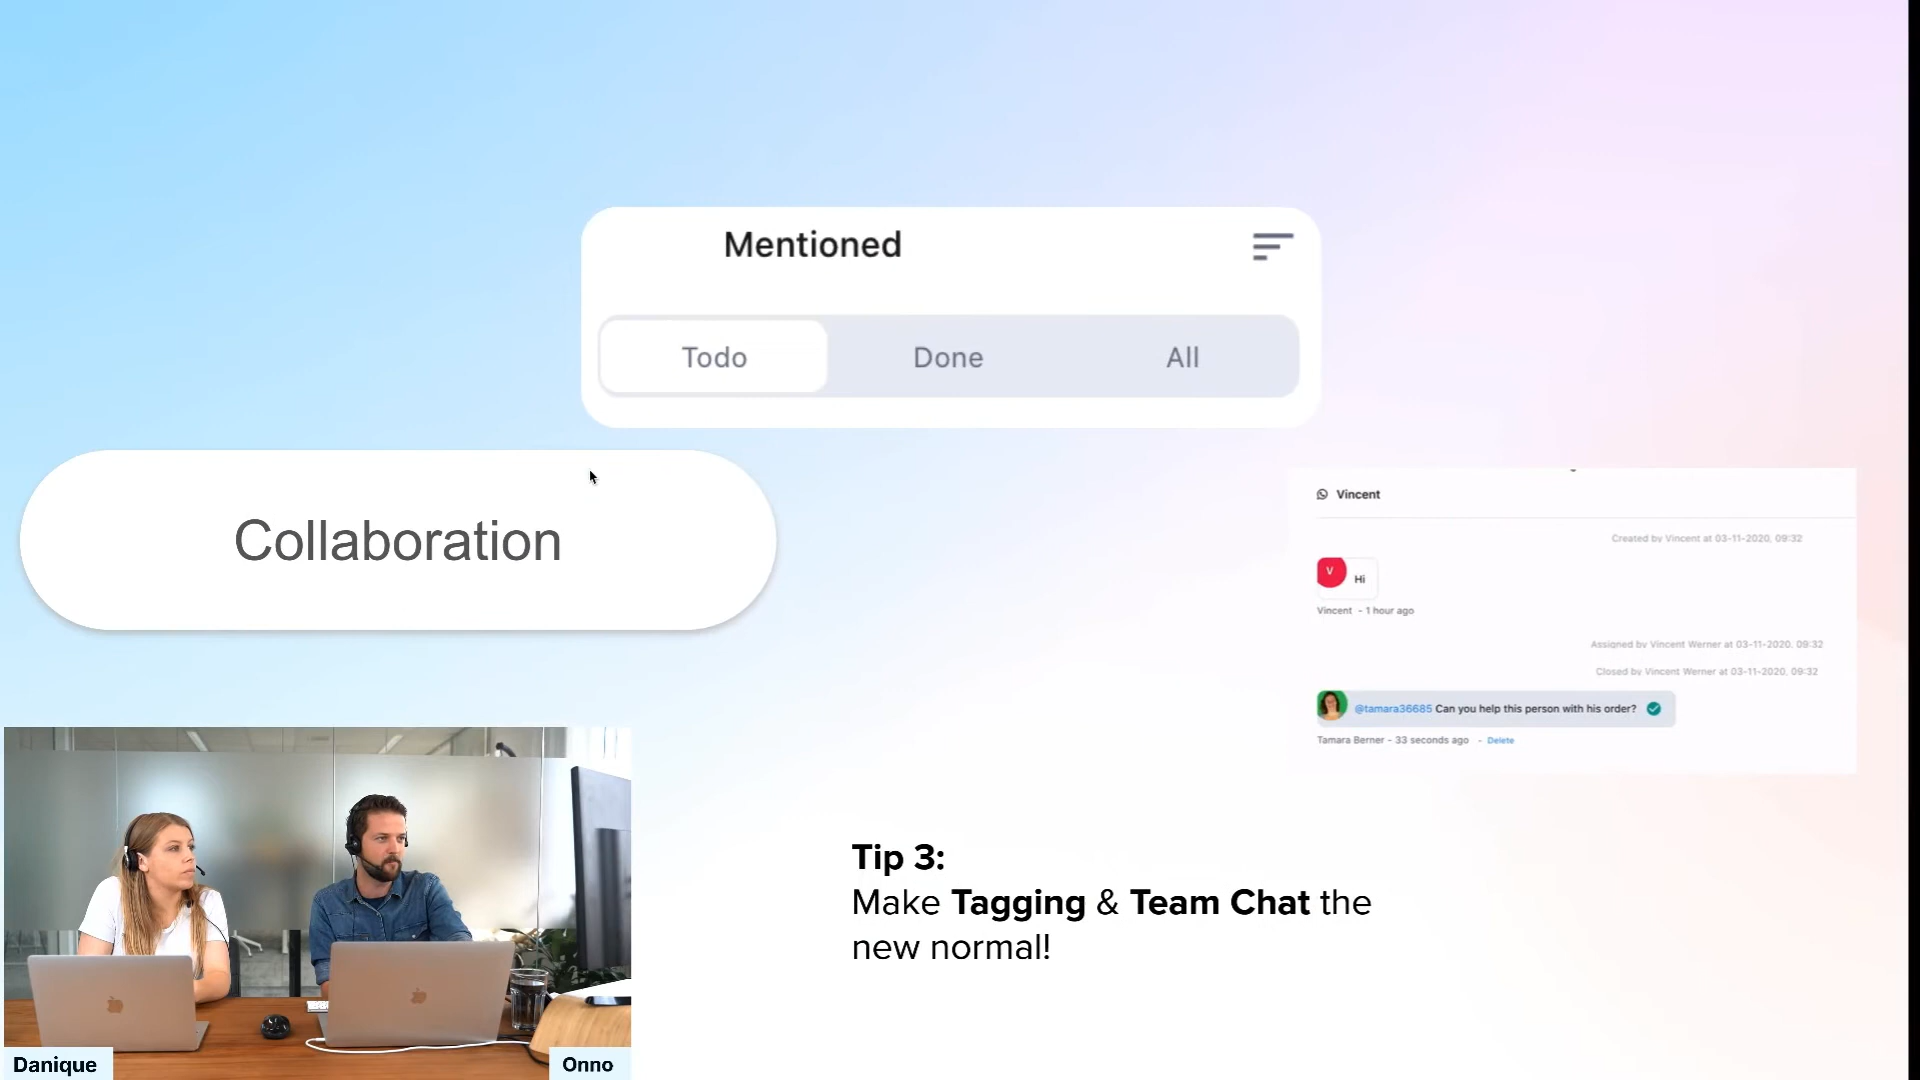 Mentioned
Todo
Done
All
Collaboration
Vincent
Created by Vincent at 03-11-2020, 09:32
V
Hi
Vincent - 1 hour ago
Assigned by Vincent Werner at 03-11-2020, 09:32
Closed by Vincent Werner at 03-11-2020, 09:32
@tamara36685 Can you help this person with his order?
Tamara Berner - 33 seconds ago - Delete
Tip 3:
Make Tagging & Team Chat the
new normal!
Danique
Onno